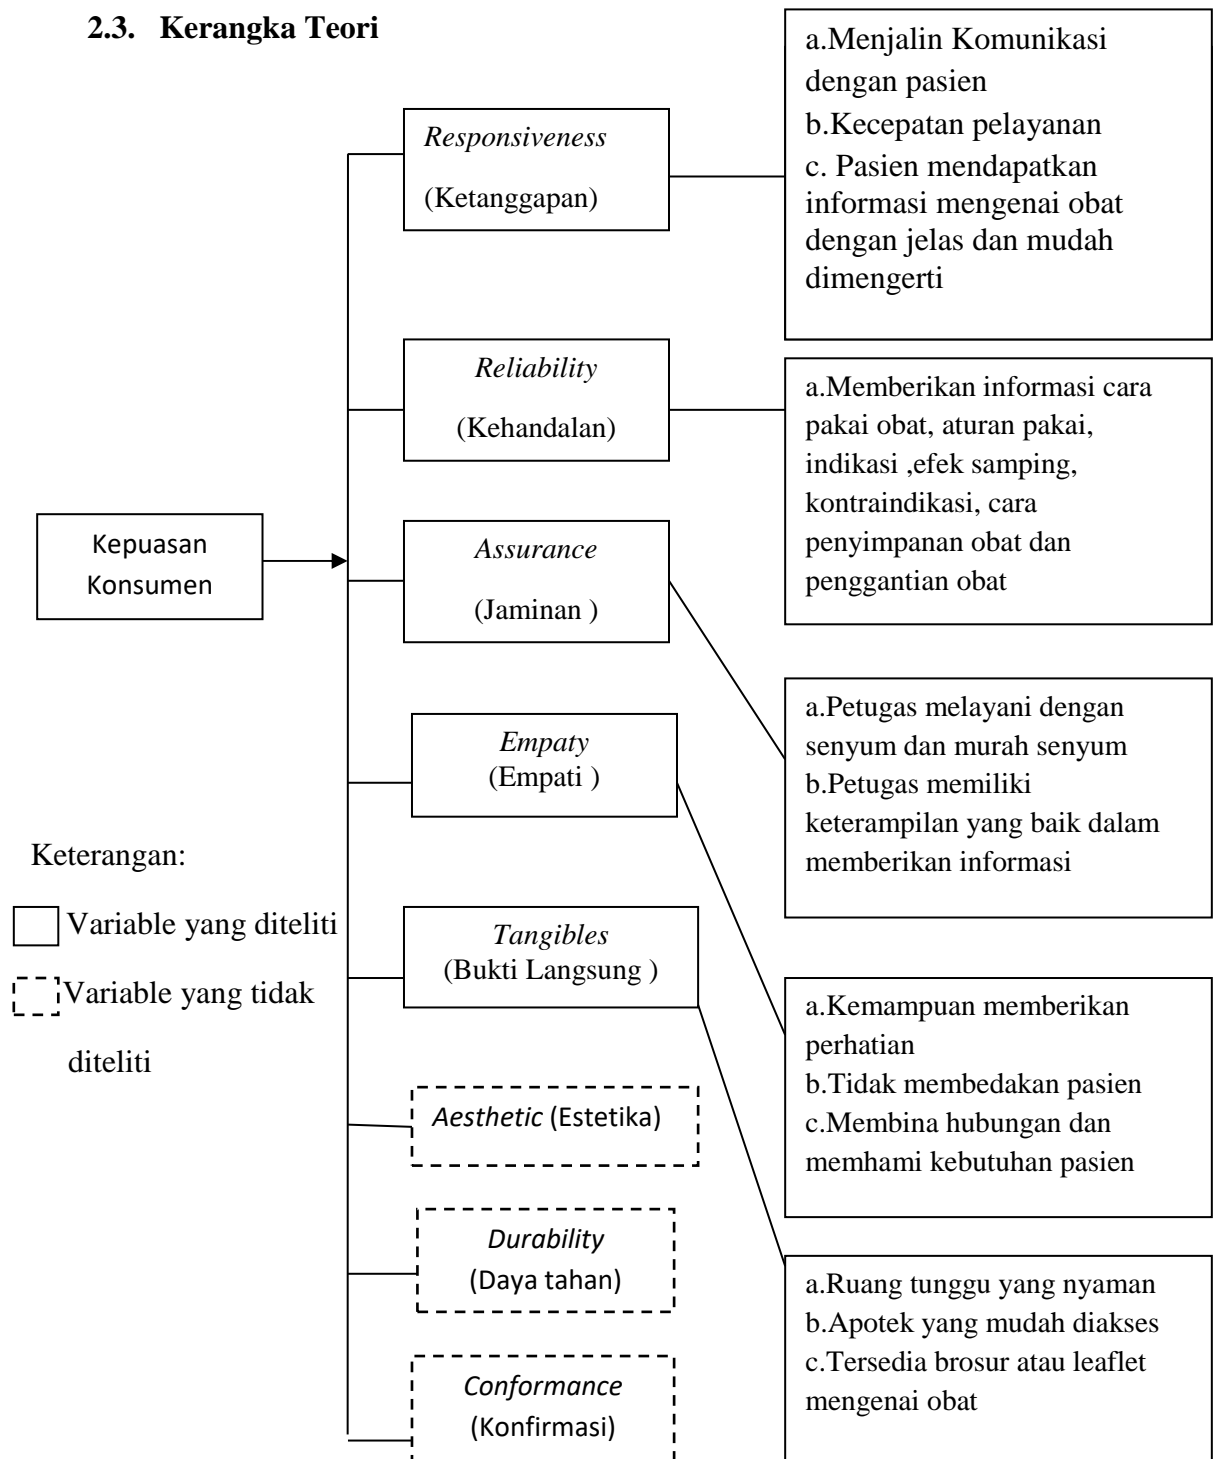 2.3. Kerangka Teori
a.Menjalin Komunikasi
dengan pasien
b.Kecepatan pelayanan
c. Pasien mendapatkan
informasi mengenai obat
dengan jelas dan mudah
dimengerti
Responsiveness
(Ketanggapan)
Reliability
(Kehandalan)
a.Memberikan informasi cara
pakai obat, aturan pakai,
indikasi ,efek samping,
kontraindikasi, cara
penyimpanan obat dan
penggantian obat
Kepuasan
Konsumen
Assurance
(Jaminan )
a.Petugas melayani dengan
senyum dan murah senyum
b.Petugas memiliki
keterampilan yang baik dalam
memberikan informasi
Empaty
(Empati )
Keterangan:
Variable yang diteliti
Variable yang tidak
diteliti
Tangibles
(Bukti Langsung )
a.Kemampuan memberikan
perhatian
b.Tidak membedakan pasien
c.Membina hubungan dan
memhami kebutuhan pasien
Aesthetic (Estetika)
Durability
(Daya tahan)
a.Ruang tunggu yang nyaman
b.Apotek yang mudah diakses
c.Tersedia brosur atau leaflet
mengenai obat
Conformance
(Konfirmasi)